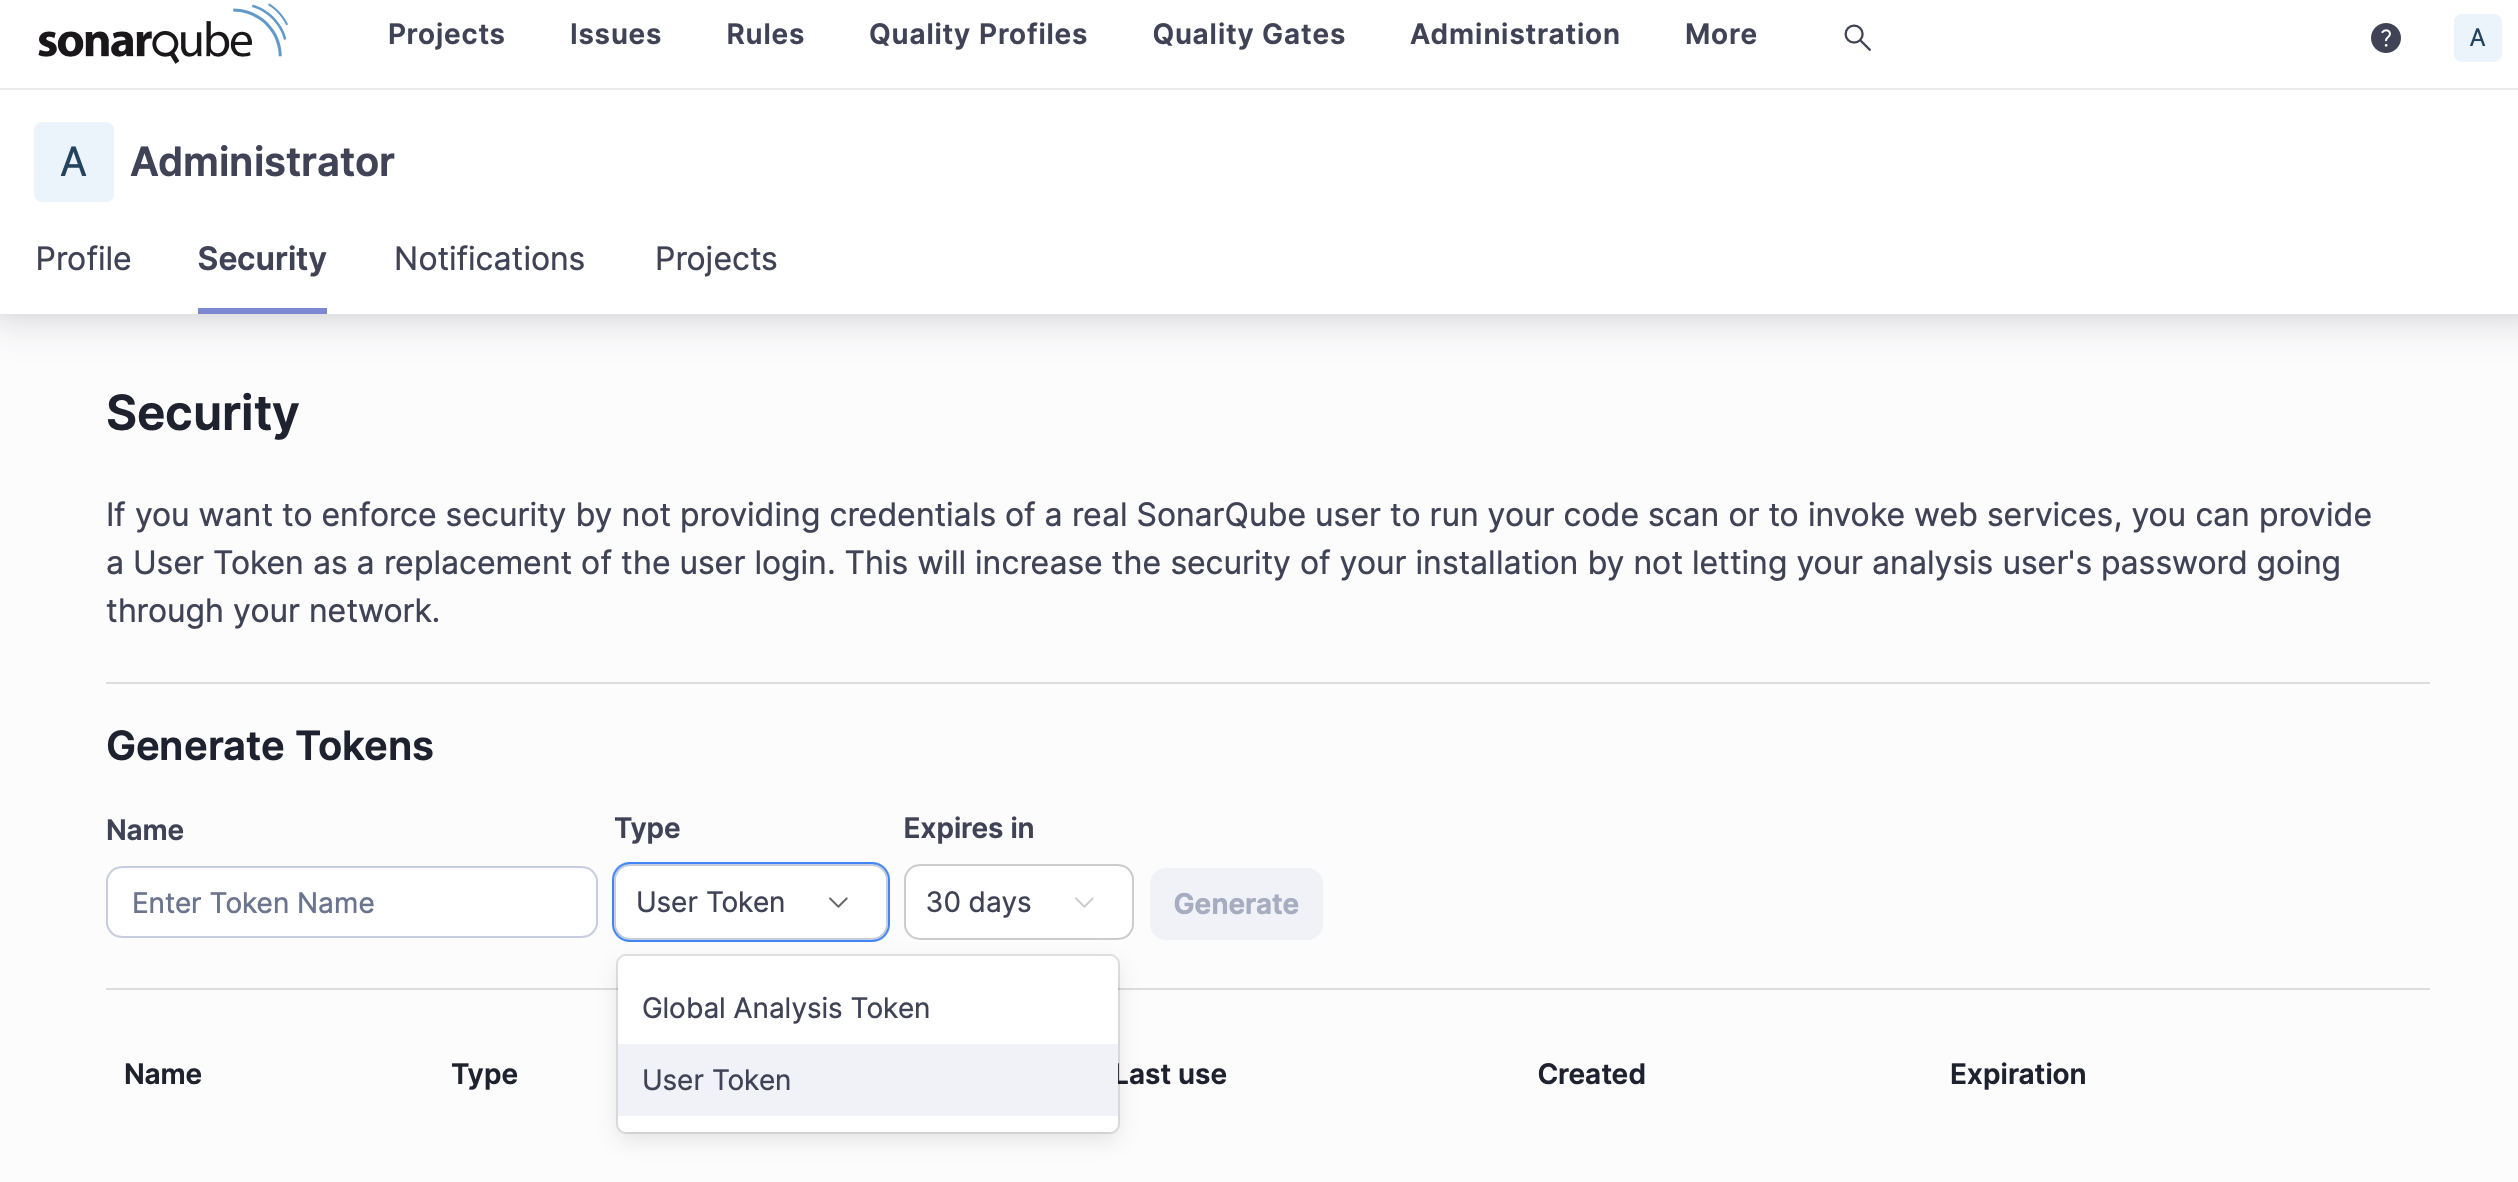 sonarqube Projects Issues Rules Quality Profiles Quality Gates Administration More ? A
A Administrator
Profile Security Notifications Projects
Security
If you want to enforce security by not providing credentials of a real SonarQube user to run your code scan or to invoke web services, you can provide
a User Token as a replacement of the user login. This will increase the security of your installation by not letting your analysis user's password going
through your network.
Generate Tokens
Name Type Expires in
Enter Token Name User Token 30 days Generate
Global Analysis Token
User Token
Name Type Last use Created Expiration